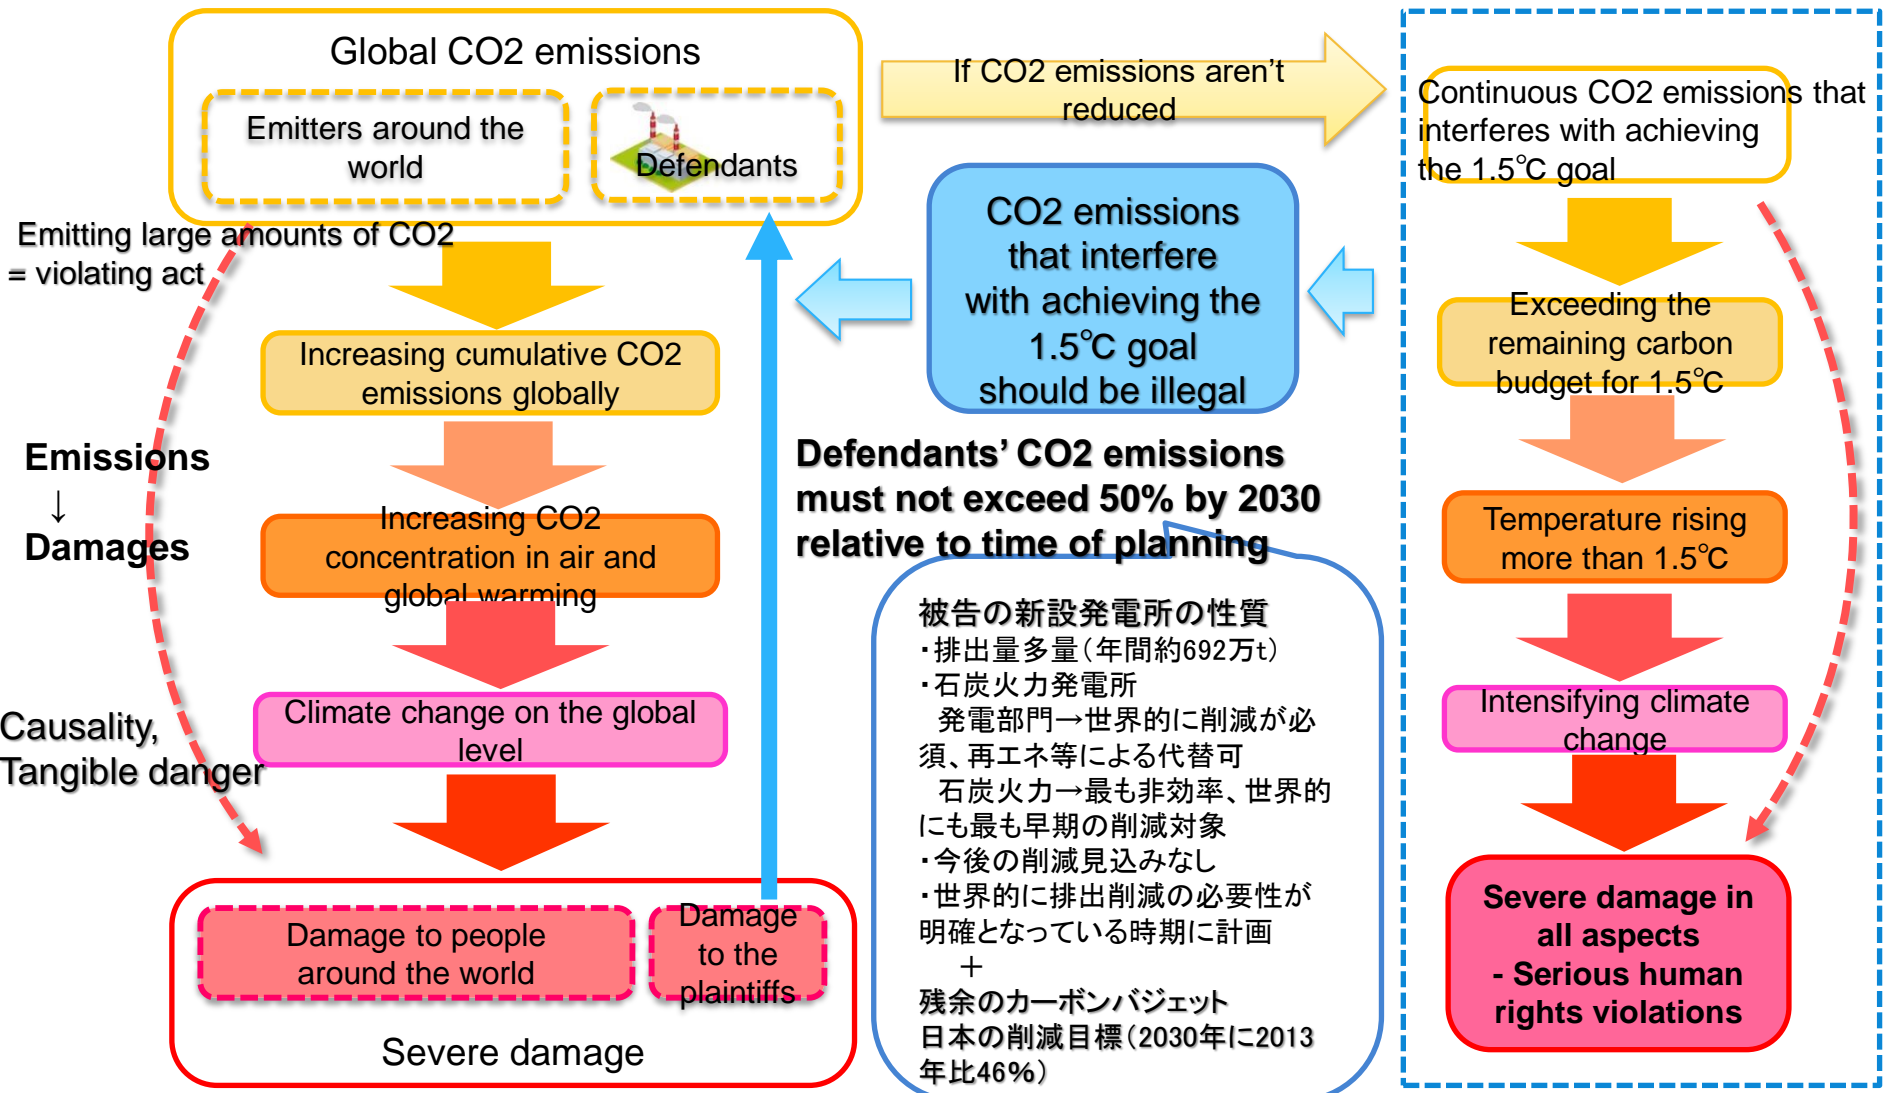 Global CO2 emissions
Emitters around the
world
Defendants
Emitting large amounts of CO2
= violating act
Increasing cumulative CO2
emissions globally
Emissions
↓
Damages
Increasing CO2
concentration in air and
global warming
Climate change on the global
level
Causality,
Tangible danger
Damage to people
around the world
Damage
to the
plaintiffs
Severe damage
If CO2 emissions aren't
reduced
CO2 emissions
that interfere
with achieving the
1.5℃ goal
should be illegal
Defendants’ CO2 emissions
must not exceed 50% by 2030
relative to time of planning
被告の新設発電所の性質
・排出量多量（年間約692万t）
・石炭火力発電所
発電部門→世界的に削減が必
須、再エネ等による代替可
石炭火力→最も非効率、世界的
にも最も早期の削減対象
・今後の削減見込みなし
・世界的に排出削減の必要性が
明確となっている時期に計画
＋
残余のカーボンバジェット
日本の削減目標（2030年に2013
年比46%）
Continuous CO2 emissions that
interferes with achieving
the 1.5℃ goal
Exceeding the
remaining carbon
budget for 1.5℃
Temperature rising
more than 1.5℃
Intensifying climate
change
Severe damage in
all aspects
- Serious human
rights violations